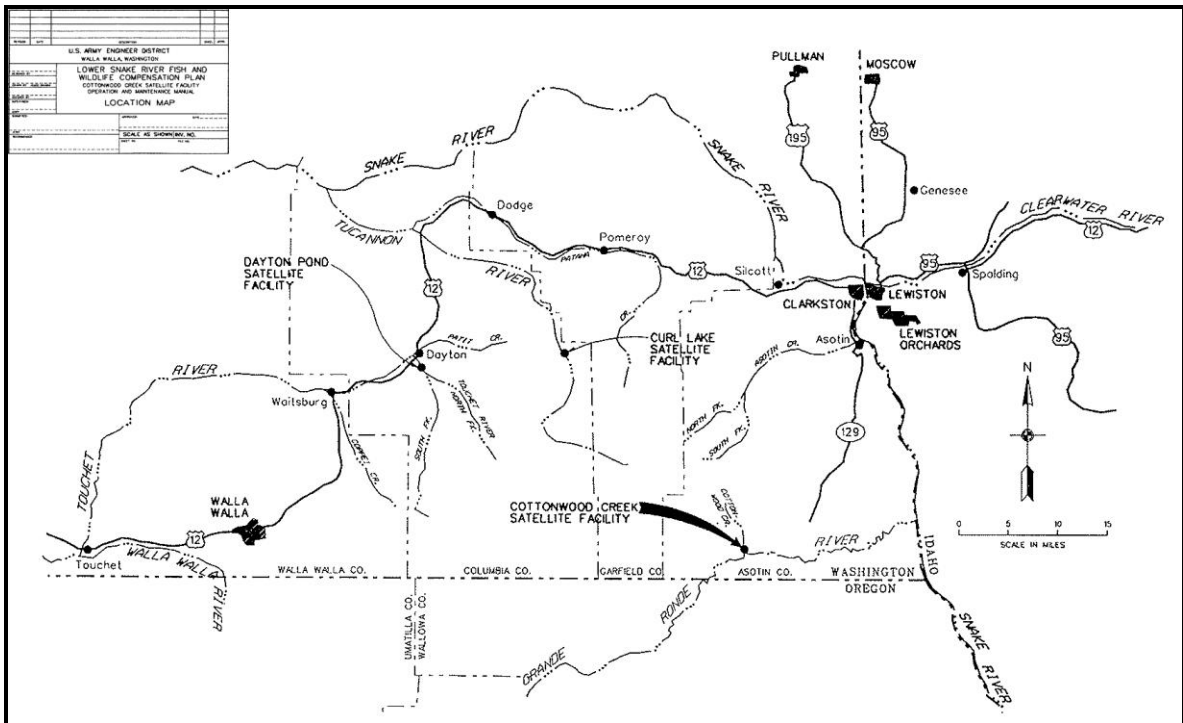 U.S. ARMY ENGINEER DISTRICT
WALLA WALLA, WASHINGTON
LOWER SNAKE RIVER FISH AND
WILDLIFE COMPENSATION PLAN
COTTONWOOD CREEK SATELLITE FACILITY
OPERATION AND MAINTENANCE MANUAL
LOCATION MAP
SCALE AS SHOWN
INV. NO.
PULLMAN
MOSCOW
195
95
SNAKE
RIVER
SNAKE
RIVER
Genesee
CLEARWATER RIVER
12
Dodge
TUCANNON
RIVER
Pomeroy
PATAHA
CR.
12
Silcott
95
Spalding
DAYTON POND
SATELLITE
FACILITY
12
CLARKSTON
LEWISTON
LEWISTON
ORCHARDS
Asotin
ASOTIN CR.
95
PATIT CR.
Dayton
CURL LAKE
SATELLITE
FACILITY
RIVER
Waitsburg
TOUCHET RIVER
NORTH FK.
SOUTH FK.
COPPEI CR.
NORTH FK.
SOUTH FK.
129
N
TOUCHET
WALLA
WALLA
COTTONWOOD CREEK
SATELLITE FACILITY
COTTON-
WOOD CR.
0 5 10 15
SCALE IN MILES
12
Touchet
WALLA WALLA
RIVER
RIVER
IDAHO
WALLA WALLA CO.
COLUMBIA CO.
GARFIELD CO.
ASOTIN CO.
WASHINGTON
OREGON
UMATILLA CO.
WALLOWA CO.
GRANDE
RONDE
SNAKE RIVER